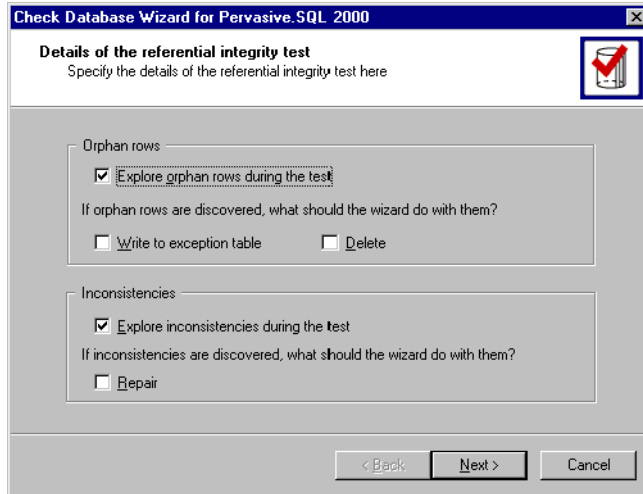 Check Database Wizard for Pervasive.SQL 2000
Details of the referential integrity test
Specify the details of the referential integrity test here
Orphan rows
Explore orphan rows during the test
If orphan rows are discovered, what should the wizard do with them?
Write to exception table Delete
Inconsistencies
Explore inconsistencies during the test
If inconsistencies are discovered, what should the wizard do with them?
Repair
< Back Next > Cancel